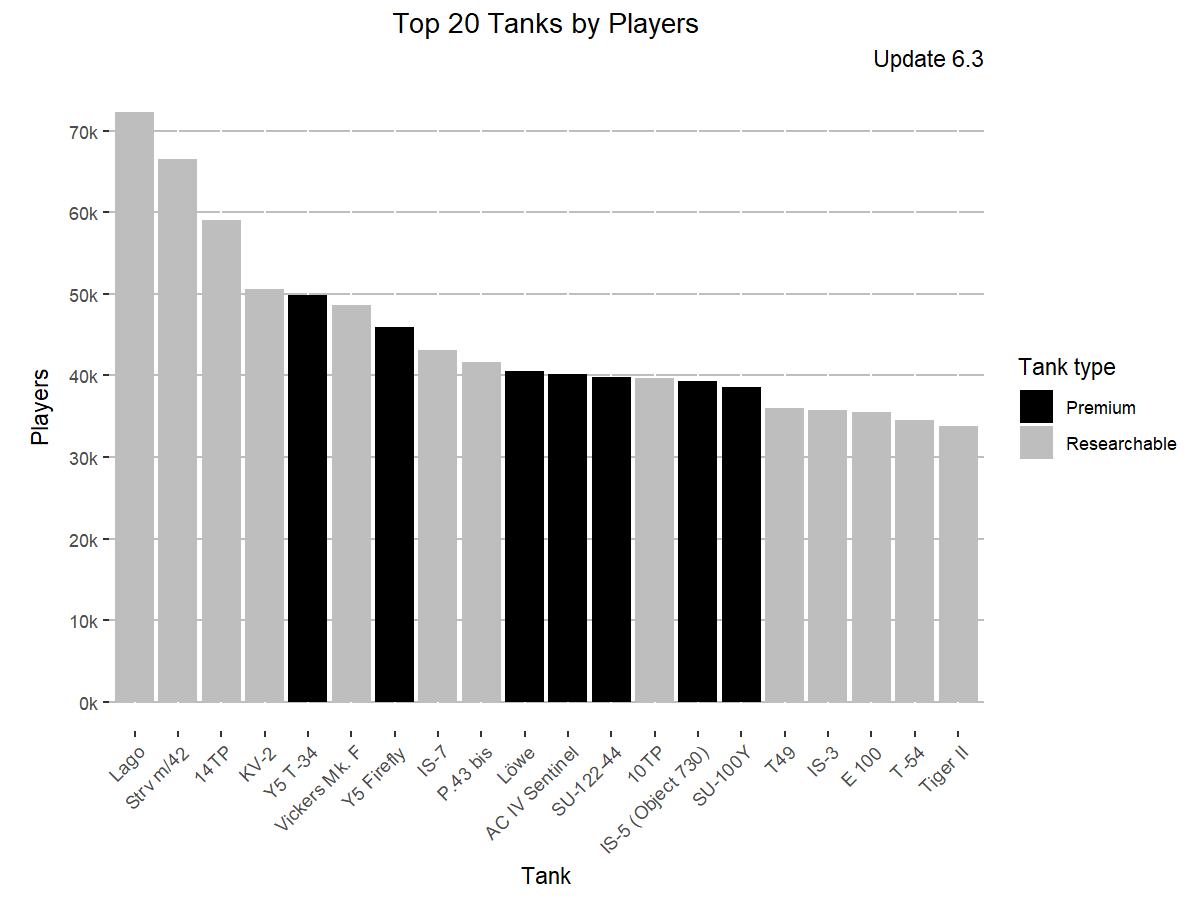 Top 20 Tanks by Players
Update 6.3
Players
70k
60k
50k
40k
30k
20k
10k
0k
Lago
Strv m/42
14TP
KV-2
Y5 T-34
Vickers Mk. F
Y5 Firefly
IS-7
P.43 bis
Löwe
AC IV Sentinel
SU-122-44
10TP
IS-5 (Object 730)
SU-100Y
T49
IS-3
E 100
T-54
Tiger II
Tank
Tank type
Premium
Researchable